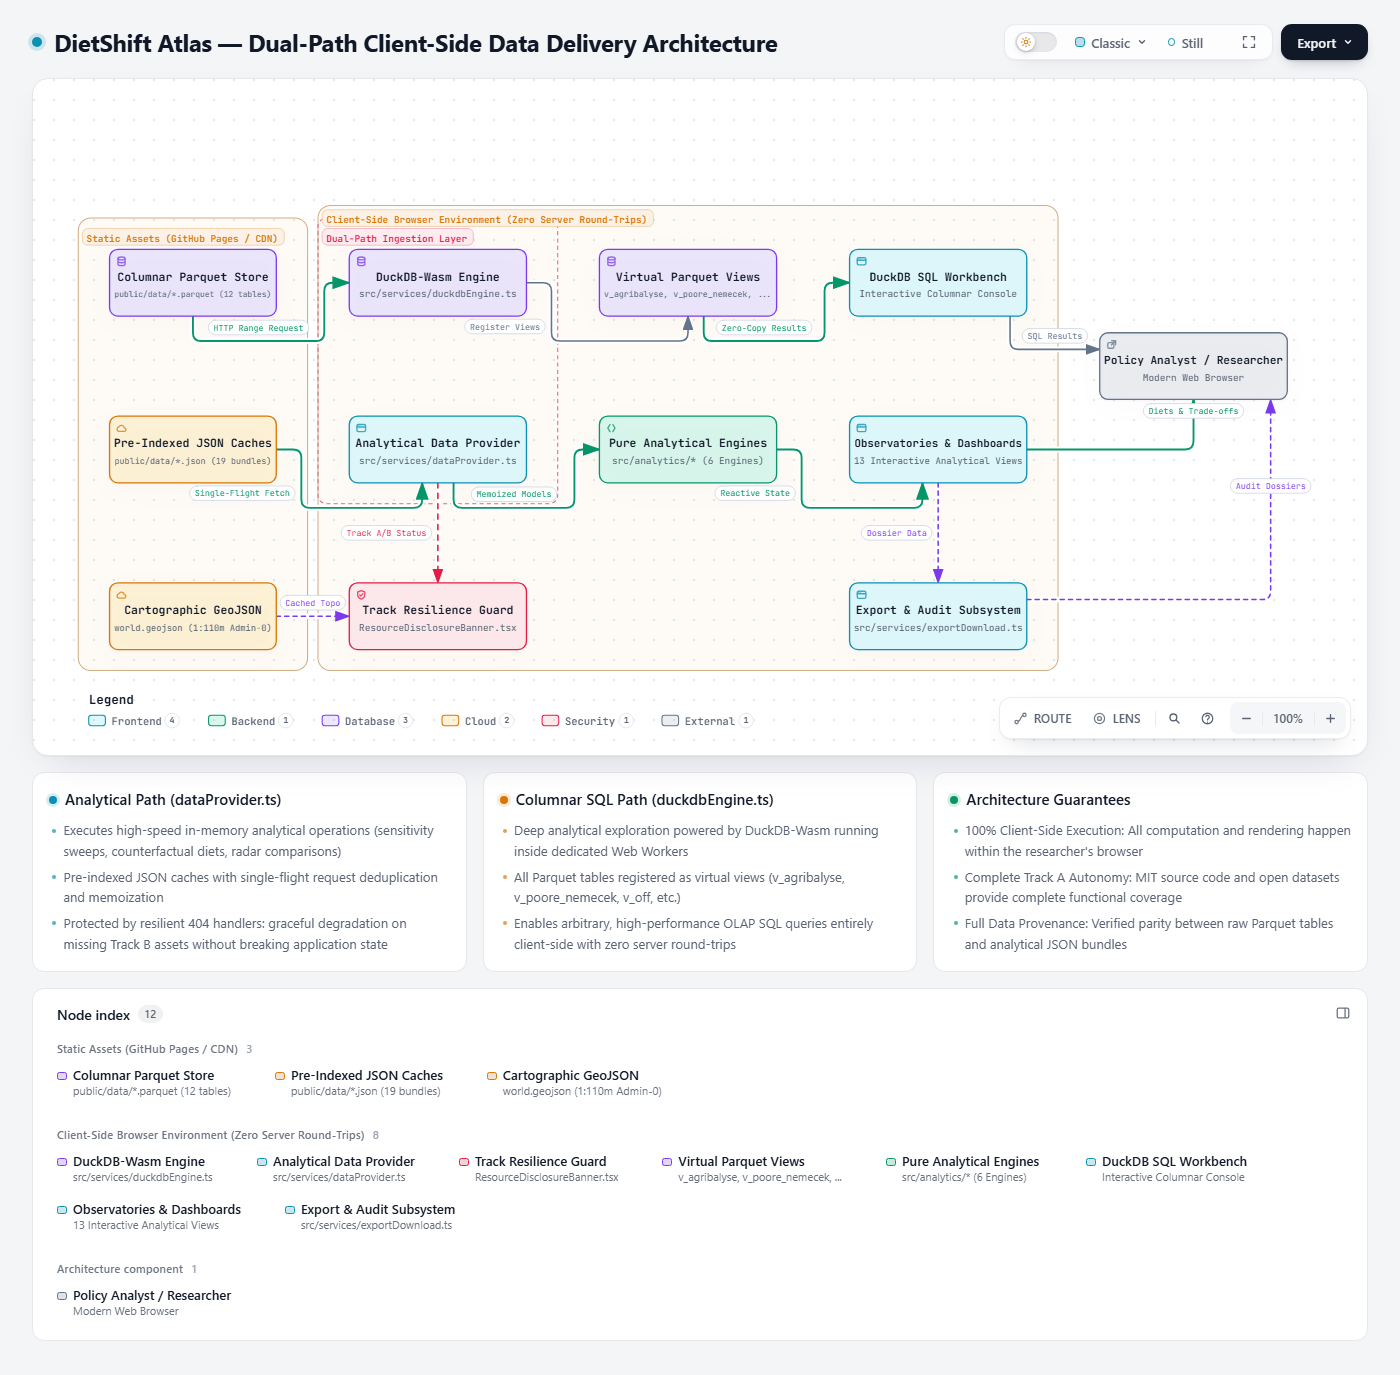 DietShift Atlas — Dual-Path Client-Side Data Delivery Architecture
Classic
Still
Export
Client-Side Browser Environment (Zero Server Round-Trips)
Static Assets (GitHub Pages / CDN)
Dual-Path Ingestion Layer
Columnar Parquet Store
public/data/*.parquet (12 tables)
DuckDB-Wasm Engine
src/services/duckdbEngine.ts
Virtual Parquet Views
v_agribalyse, v_poore_nemecek, ...
DuckDB SQL Workbench
Interactive Columnar Console
HTTP Range Request
Register Views
Zero-Copy Results
SQL Results
Policy Analyst / Researcher
Modern Web Browser
Diets & Trade-offs
Pre-Indexed JSON Caches
public/data/*.json (19 bundles)
Analytical Data Provider
src/services/dataProvider.ts
Pure Analytical Engines
src/analytics/* (6 Engines)
Observatories & Dashboards
13 Interactive Analytical Views
Single-Flight Fetch
Memoized Models
Reactive State
Audit Dossiers
Track A/B Status
Dossier Data
Cartographic GeoJSON
world.geojson (1:110m Admin-0)
Cached Topo
Track Resilience Guard
ResourceDisclosureBanner.tsx
Export & Audit Subsystem
src/services/exportDownload.ts
Legend
Frontend 4
Backend 1
Database 3
Cloud 2
Security 1
External 1
ROUTE
LENS
100%
Analytical Path (dataProvider.ts)
Executes high-speed in-memory analytical operations (sensitivity
sweeps, counterfactual diets, radar comparisons)
Pre-indexed JSON caches with single-flight request deduplication
and memoization
Protected by resilient 404 handlers: graceful degradation on
missing Track B assets without breaking application state
Columnar SQL Path (duckdbEngine.ts)
Deep analytical exploration powered by DuckDB-Wasm running
inside dedicated Web Workers
All Parquet tables registered as virtual views (v_agribalyse,
v_poore_nemecek, v_off, etc.)
Enables arbitrary, high-performance OLAP SQL queries entirely
client-side with zero server round-trips
Architecture Guarantees
100% Client-Side Execution: All computation and rendering happen
within the researcher's browser
Complete Track A Autonomy: MIT source code and open datasets
provide complete functional coverage
Full Data Provenance: Verified parity between raw Parquet tables
and analytical JSON bundles
Node index 12
Static Assets (GitHub Pages / CDN) 3
Columnar Parquet Store
public/data/*.parquet (12 tables)
Pre-Indexed JSON Caches
public/data/*.json (19 bundles)
Cartographic GeoJSON
world.geojson (1:110m Admin-0)
Client-Side Browser Environment (Zero Server Round-Trips) 8
DuckDB-Wasm Engine
src/services/duckdbEngine.ts
Analytical Data Provider
src/services/dataProvider.ts
Track Resilience Guard
ResourceDisclosureBanner.tsx
Virtual Parquet Views
v_agribalyse, v_poore_nemecek, ...
Pure Analytical Engines
src/analytics/* (6 Engines)
DuckDB SQL Workbench
Interactive Columnar Console
Observatories & Dashboards
13 Interactive Analytical Views
Export & Audit Subsystem
src/services/exportDownload.ts
Architecture component 1
Policy Analyst / Researcher
Modern Web Browser